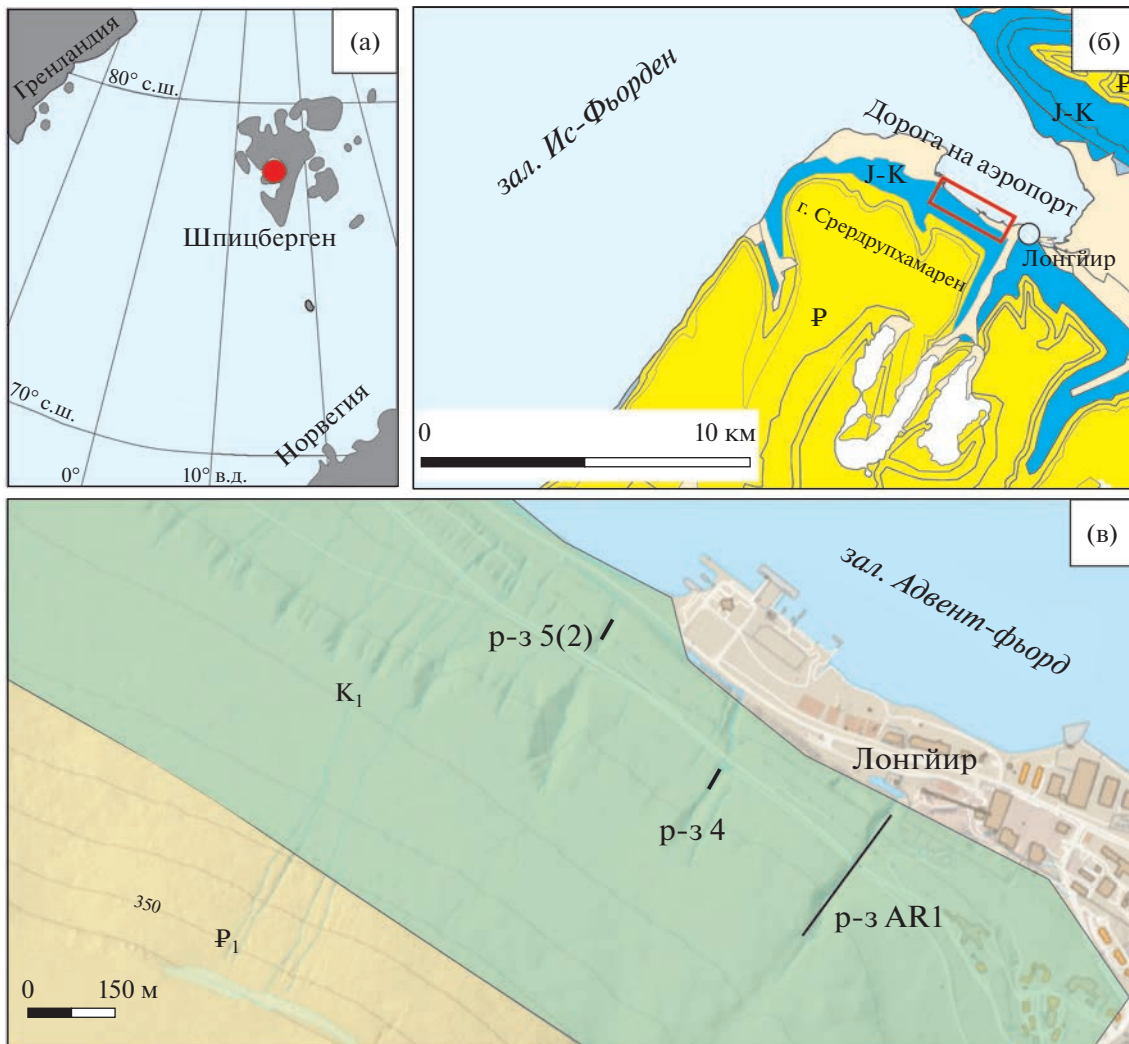 (а)
Гренландия
80° с.ш.
Шпицберген
70° с.ш.
Норвегия
0°
10° в.д.
(б)
зал. Ис-Фьорден
₽
J-K
Дорога на аэропорт
J-K
г. Срердрупхамарен
Лонгйир
₽
0
10 км
(в)
зал. Адвент-фьорд
р-з 5(2)
K₁
Лонгйир
р-з 4
р-з AR1
350
₽₁
0
150 м